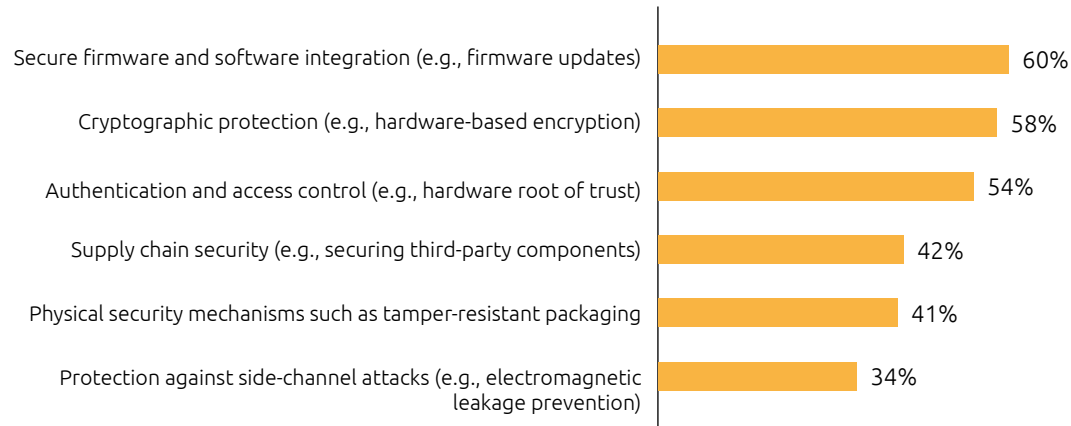 Secure firmware and software integration (e.g., firmware updates) 60%
Cryptographic protection (e.g., hardware-based encryption) 58%
Authentication and access control (e.g., hardware root of trust) 54%
Supply chain security (e.g., securing third-party components) 42%
Physical security mechanisms such as tamper-resistant packaging 41%
Protection against side-channel attacks (e.g., electromagnetic 34%
leakage prevention)